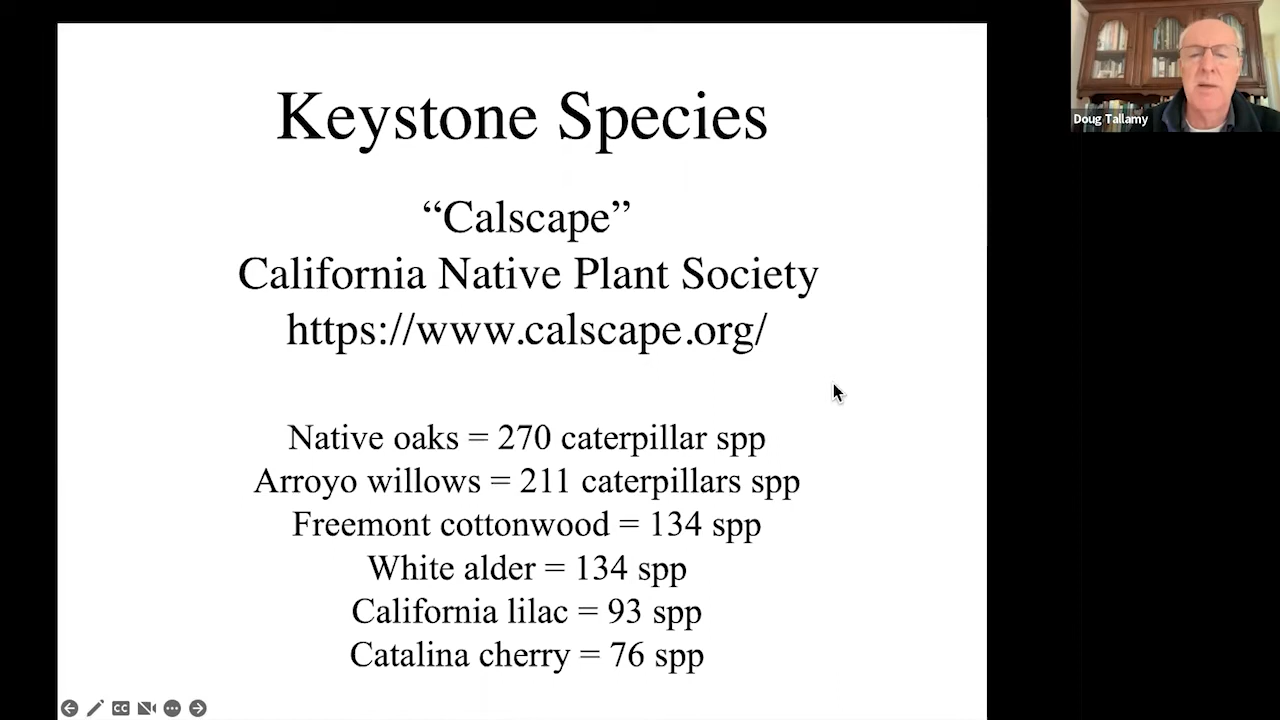 Keystone Species
“Calscape”
California Native Plant Society
https://www.calscape.org/
Native oaks = 270 caterpillar spp
Arroyo willows = 211 caterpillars spp
Freemont cottonwood = 134 spp
White alder = 134 spp
California lilac = 93 spp
Catalina cherry = 76 spp
Doug Tallamy
CC